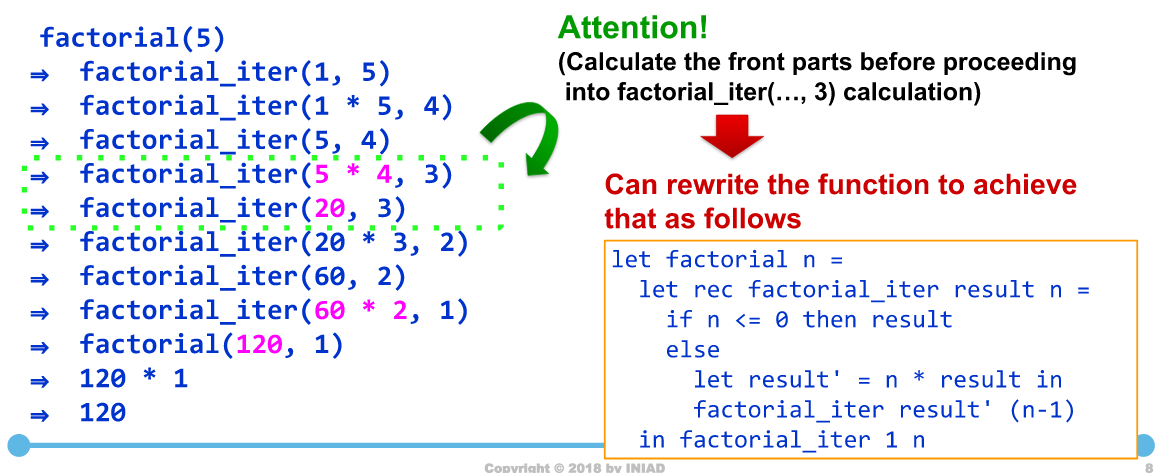 factorial(5)
⇒ factorial_iter(1, 5)
⇒ factorial_iter(1 * 5, 4)
⇒ factorial_iter(5, 4)
⇒ factorial_iter(5 * 4, 3)
⇒ factorial_iter(20, 3)
⇒ factorial_iter(20 * 3, 2)
⇒ factorial_iter(60, 2)
⇒ factorial_iter(60 * 2, 1)
⇒ factorial(120, 1)
⇒ 120 * 1
⇒ 120
Attention!
(Calculate the front parts before proceeding
into factorial_iter(…, 3) calculation)
Can rewrite the function to achieve
that as follows
let factorial n =
  let rec factorial_iter result n =
    if n <= 0 then result
    else
      let result' = n * result in
      factorial_iter result' (n-1)
  in factorial_iter 1 n
Copyright © 2018 by INIAD
8